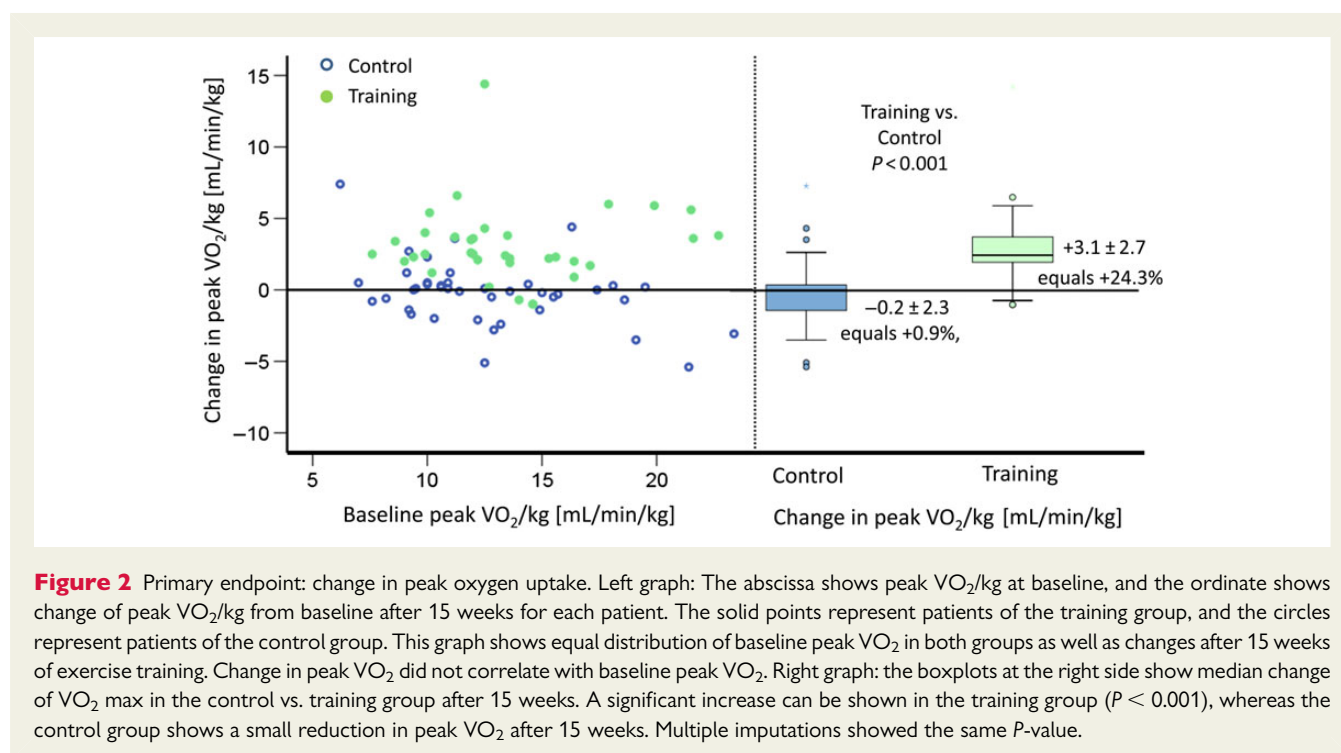 Control
Training
Change in peak VO₂/kg [mL/min/kg]
15
10
5
0
−5
−10
5
10
15
20
Baseline peak VO₂/kg [mL/min/kg]
Training vs.
Control
P < 0.001
+3.1 ± 2.7
equals +24.3%
−0.2 ± 2.3
equals +0.9%,
Control
Training
Change in peak VO₂/kg [mL/min/kg]
Figure 2 Primary endpoint: change in peak oxygen uptake. Left graph: The abscissa shows peak VO₂/kg at baseline, and the ordinate shows
change of peak VO₂/kg from baseline after 15 weeks for each patient. The solid points represent patients of the training group, and the circles
represent patients of the control group. This graph shows equal distribution of baseline peak VO₂ in both groups as well as changes after 15 weeks
of exercise training. Change in peak VO₂ did not correlate with baseline peak VO₂. Right graph: the boxplots at the right side show median change
of VO₂ max in the control vs. training group after 15 weeks. A significant increase can be shown in the training group (P < 0.001), whereas the
control group shows a small reduction in peak VO₂ after 15 weeks. Multiple imputations showed the same P-value.